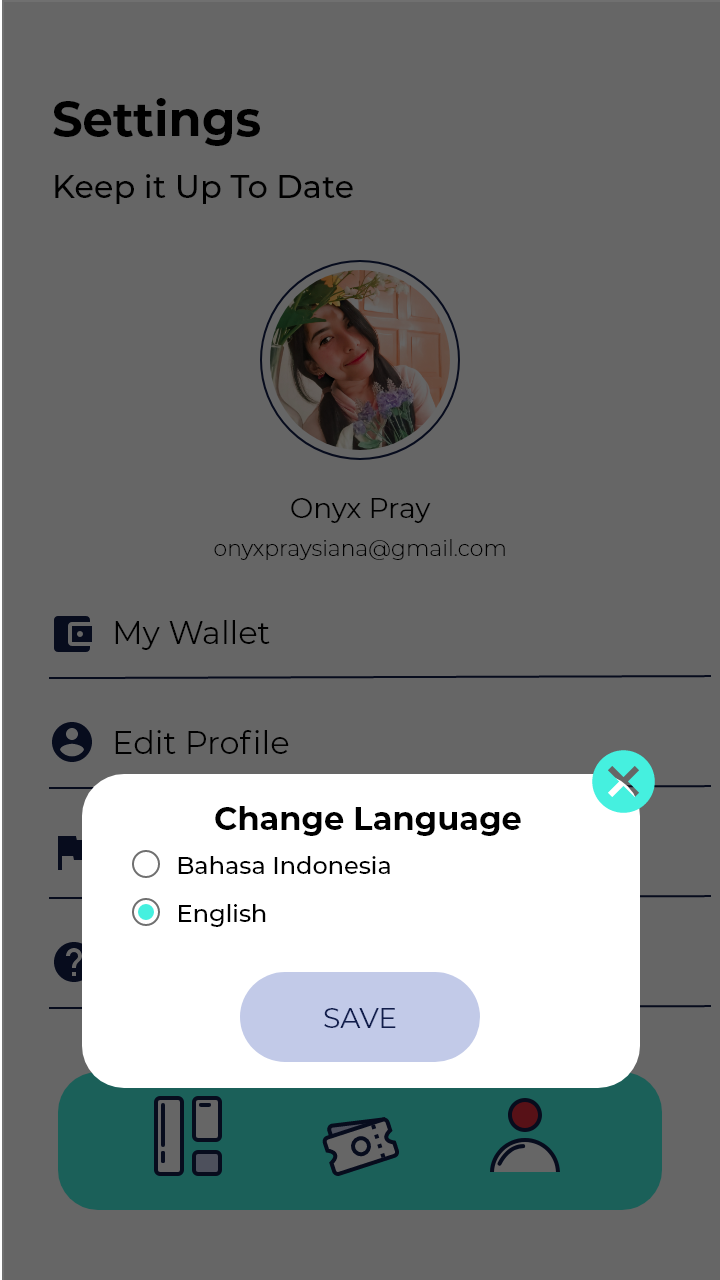 Settings
Keep it Up To Date
Onyx Pray
onyxpraysiana@gmail.com
My Wallet
Edit Profile
Change Language
Bahasa Indonesia
English
SAVE